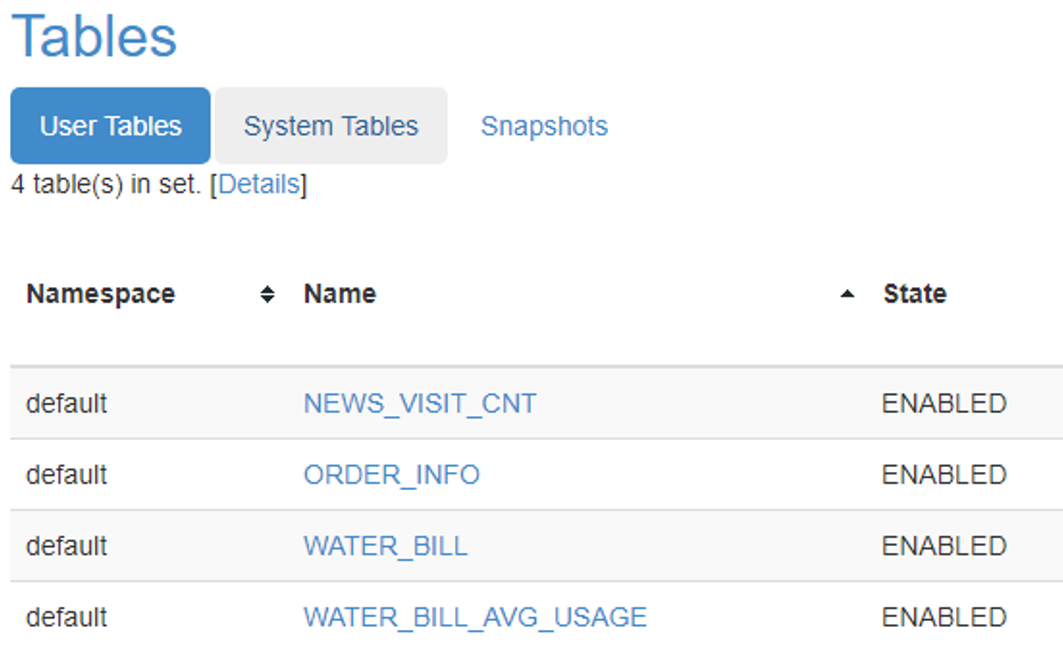 Tables
User Tables System Tables Snapshots
4 table(s) in set. [Details]
Namespace Name State
default NEWS_VISIT_CNT ENABLED
default ORDER_INFO ENABLED
default WATER_BILL ENABLED
default WATER_BILL_AVG_USAGE ENABLED